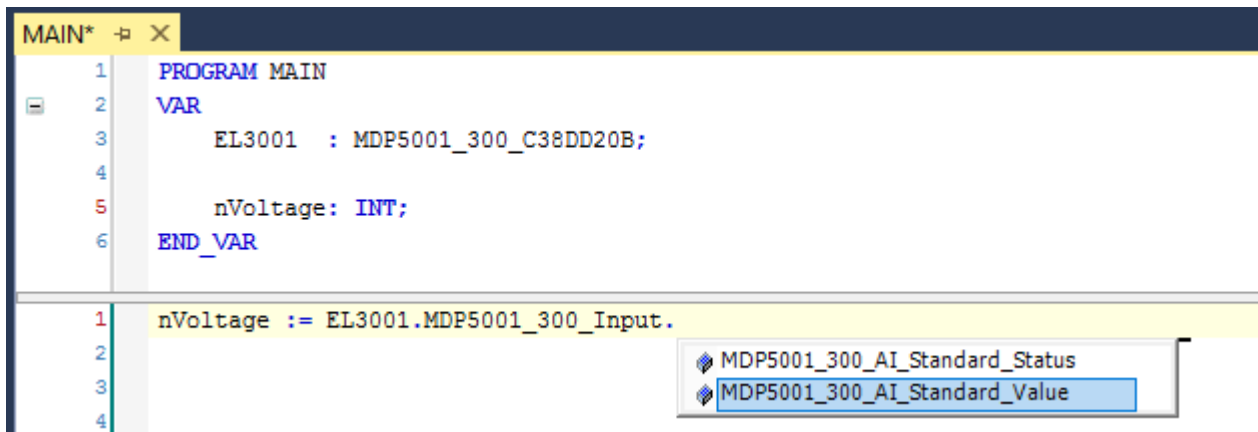 MAIN*
1 PROGRAM MAIN
2 VAR
3 EL3001 : MDP5001_300_C38DD20B;
4
5 nVoltage: INT;
6 END_VAR
1 nVoltage := EL3001.MDP5001_300_Input.
2 MDP5001_300_AI_Standard_Status
3 MDP5001_300_AI_Standard_Value
4